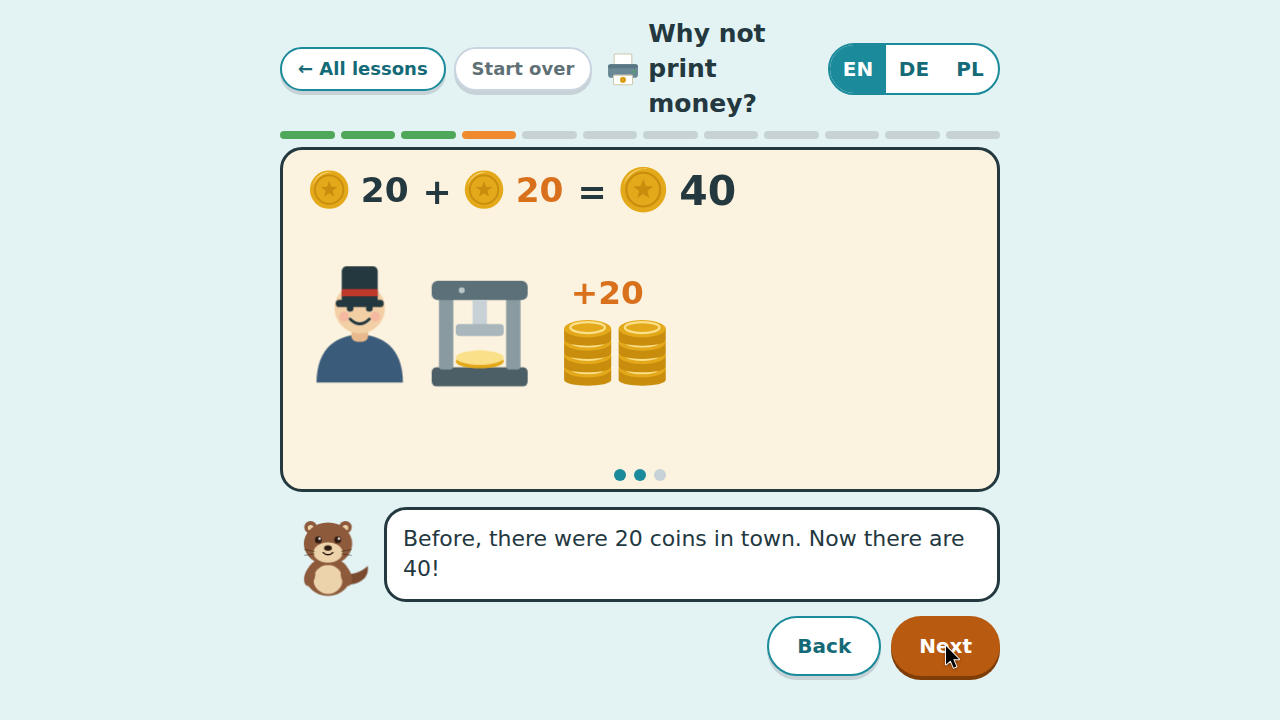 ← All lessons
Start over
Why not
print
money?
EN DE PL
20 + 20 = 40
+20
Before, there were 20 coins in town. Now there are
40!
Back
Next